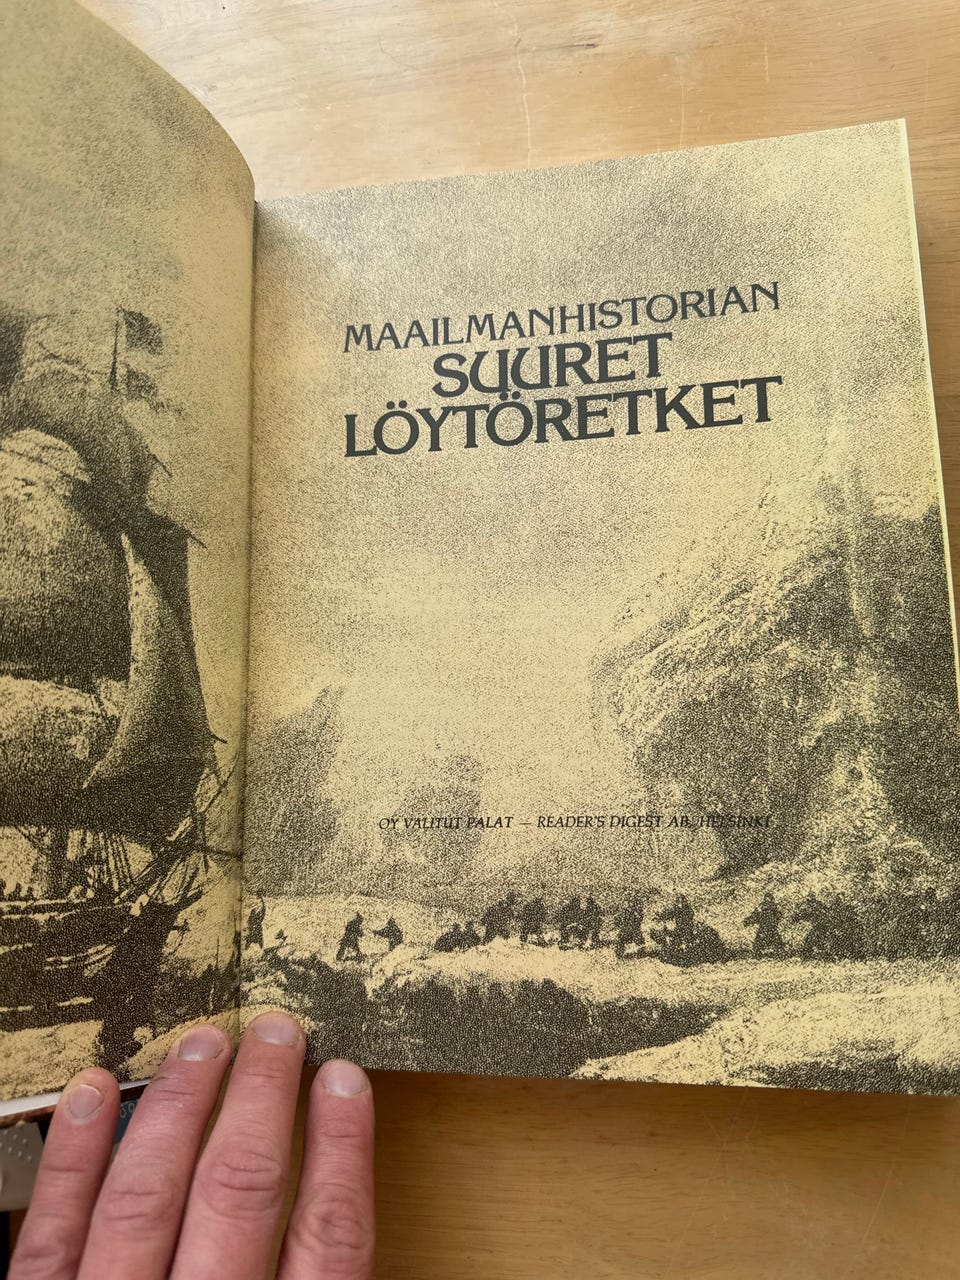 MAAILMANHISTORIAN
SUURET
LÖYTÖRETKET
OY VALITUT PALAT — READER'S DIGEST AB, HELSINKI